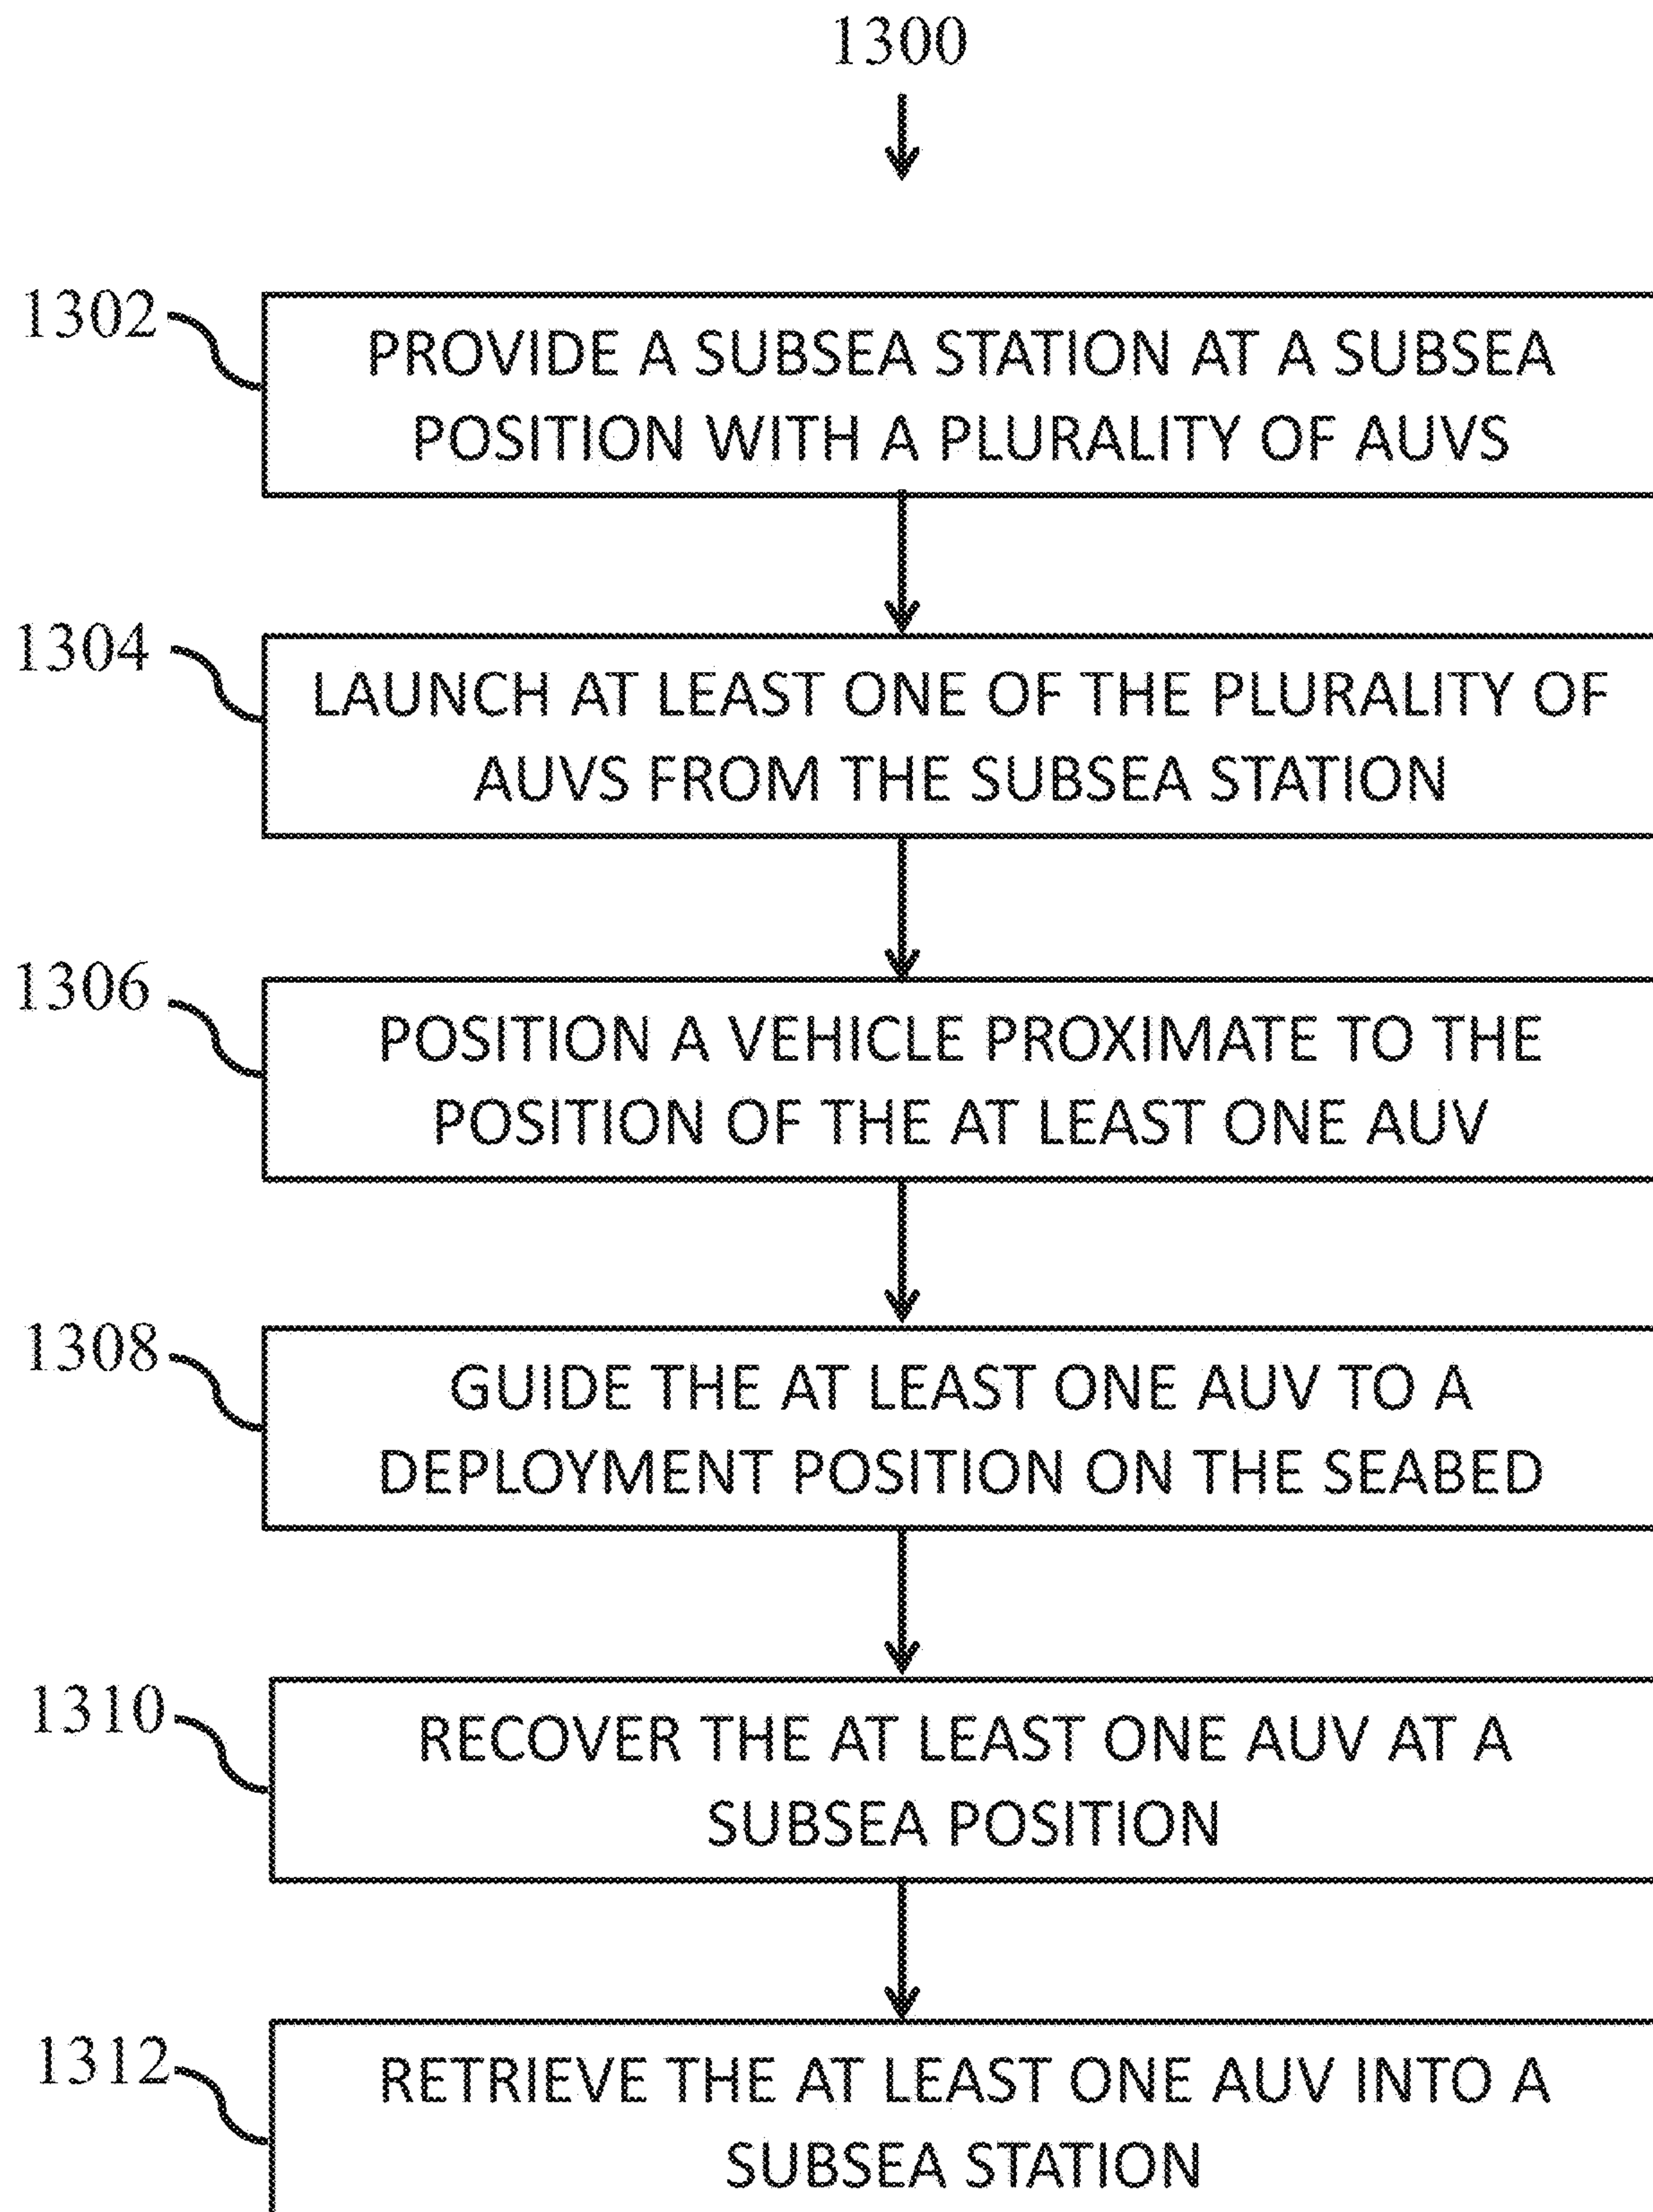 1300
1302
PROVIDE A SUBSEA STATION AT A SUBSEA
POSITION WITH A PLURALITY OF AUVS
1304
LAUNCH AT LEAST ONE OF THE PLURALITY OF
AUVS FROM THE SUBSEA STATION
1306
POSITION A VEHICLE PROXIMATE TO THE
POSITION OF THE AT LEAST ONE AUV
1308
GUIDE THE AT LEAST ONE AUV TO A
DEPLOYMENT POSITION ON THE SEABED
1310
RECOVER THE AT LEAST ONE AUV AT A
SUBSEA POSITION
1312
RETRIEVE THE AT LEAST ONE AUV INTO A
SUBSEA STATION